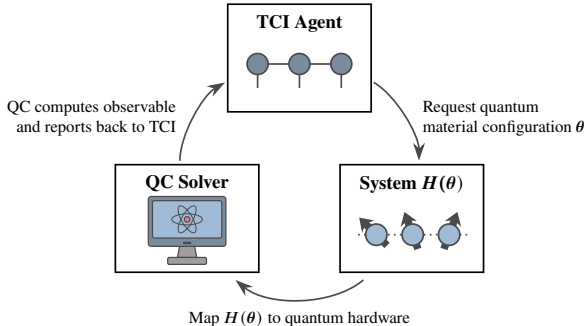 TCI Agent
QC computes observable
and reports back to TCI
Request quantum
material configuration θ
QC Solver
System H(θ)
Map H(θ) to quantum hardware